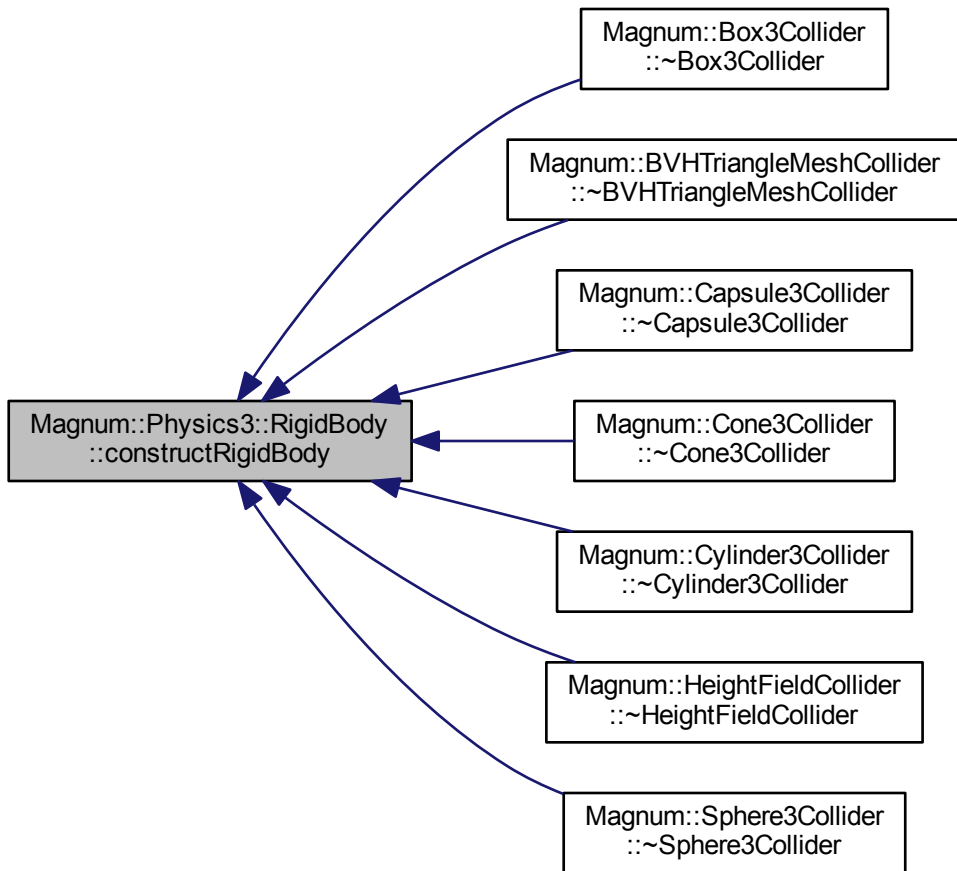 Magnum::Box3Collider
::~Box3Collider
Magnum::BVHTriangleMeshCollider
::~BVHTriangleMeshCollider
Magnum::Capsule3Collider
::~Capsule3Collider
Magnum::Physics3::RigidBody
::constructRigidBody
Magnum::Cone3Collider
::~Cone3Collider
Magnum::Cylinder3Collider
::~Cylinder3Collider
Magnum::HeightFieldCollider
::~HeightFieldCollider
Magnum::Sphere3Collider
::~Sphere3Collider